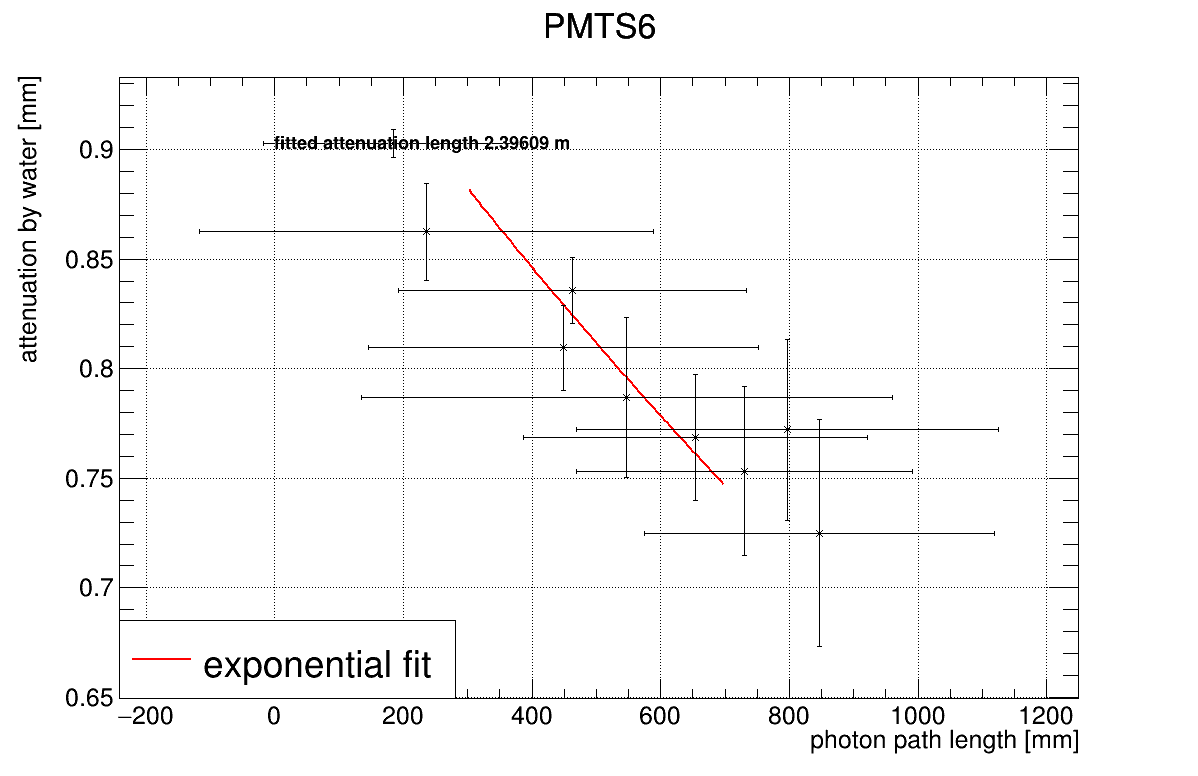 PMTS6
attenuation by water [mm]
fitted attenuation length 2.39609 m
0.9
0.85
0.8
0.75
0.7
0.65
exponential fit
−200 0 200 400 600 800 1000 1200
photon path length [mm]